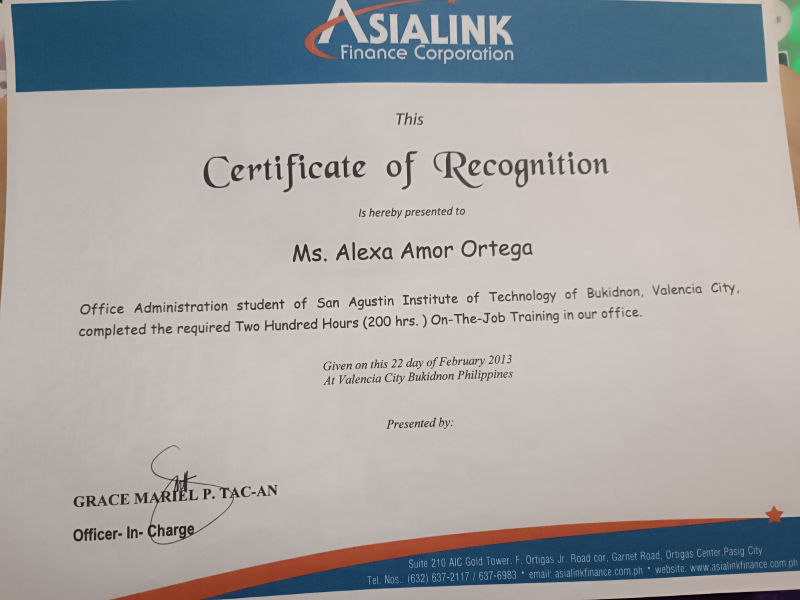 ASIALINK
Finance Corporation
This
Certificate of Recognition
Is hereby presented to
Ms. Alexa Amor Ortega
Office Administration student of San Agustin Institute of Technology of Bukidnon, Valencia City,
completed the required Two Hundred Hours (200 hrs. ) On-The-Job Training in our office.
Given on this 22 day of February 2013
At Valencia City Bukidnon Philippines
Presented by:
GRACE MARIEL P. TAC-AN
Officer- In- Charge
Suite 210 AIC Gold Tower. F. Ortigas Jr. Road cor, Garnet Road, Ortigas Center,Pasig City
Tel. Nos.: (632) 637-2117 / 637-6983 * email: asialinkfinance.com.ph * website: www.asialinkfinance.com.ph